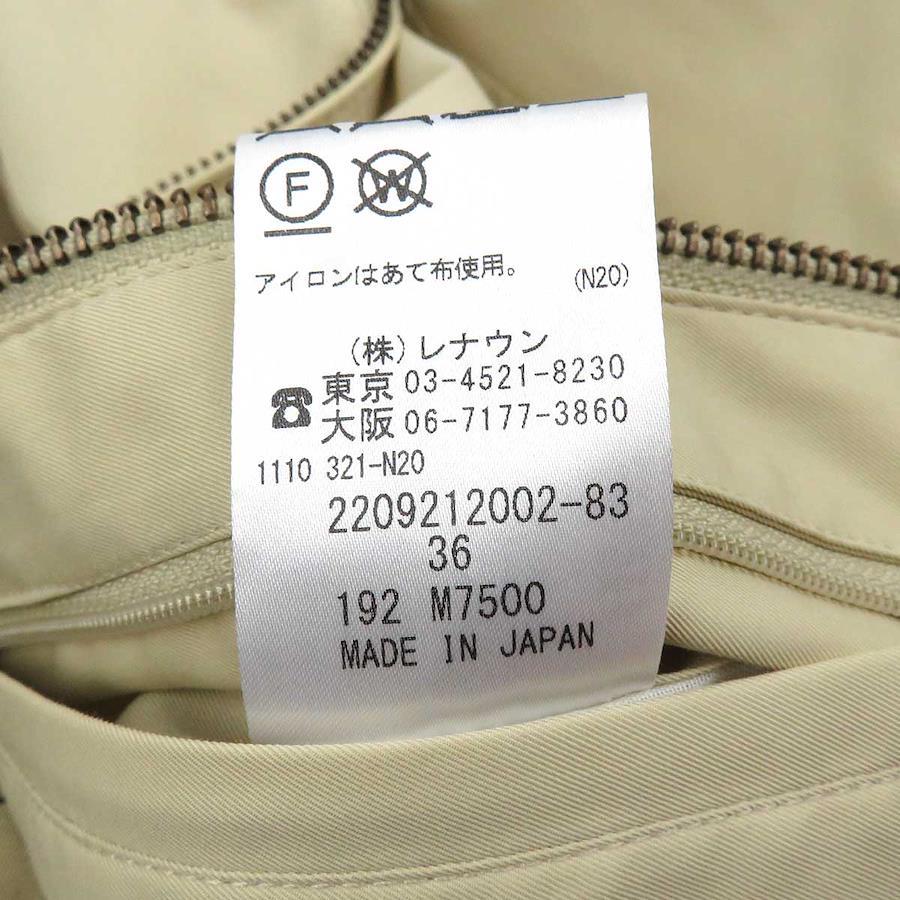 F W
アイロンはあて布使用。 (N20)
(株)レナウン
☎東京 03-4521-8230
大阪 06-7177-3860
1110 321-N20
2209212002-83
36
192 M7500
MADE IN JAPAN